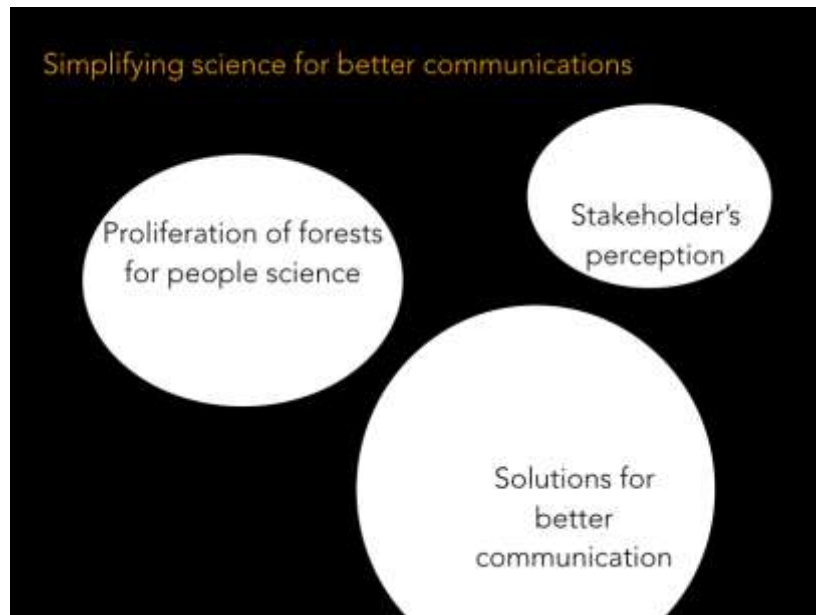 Simplifying science for better communications
Proliferation of forests
for people science
Stakeholder's
perception
Solutions for
better
communication